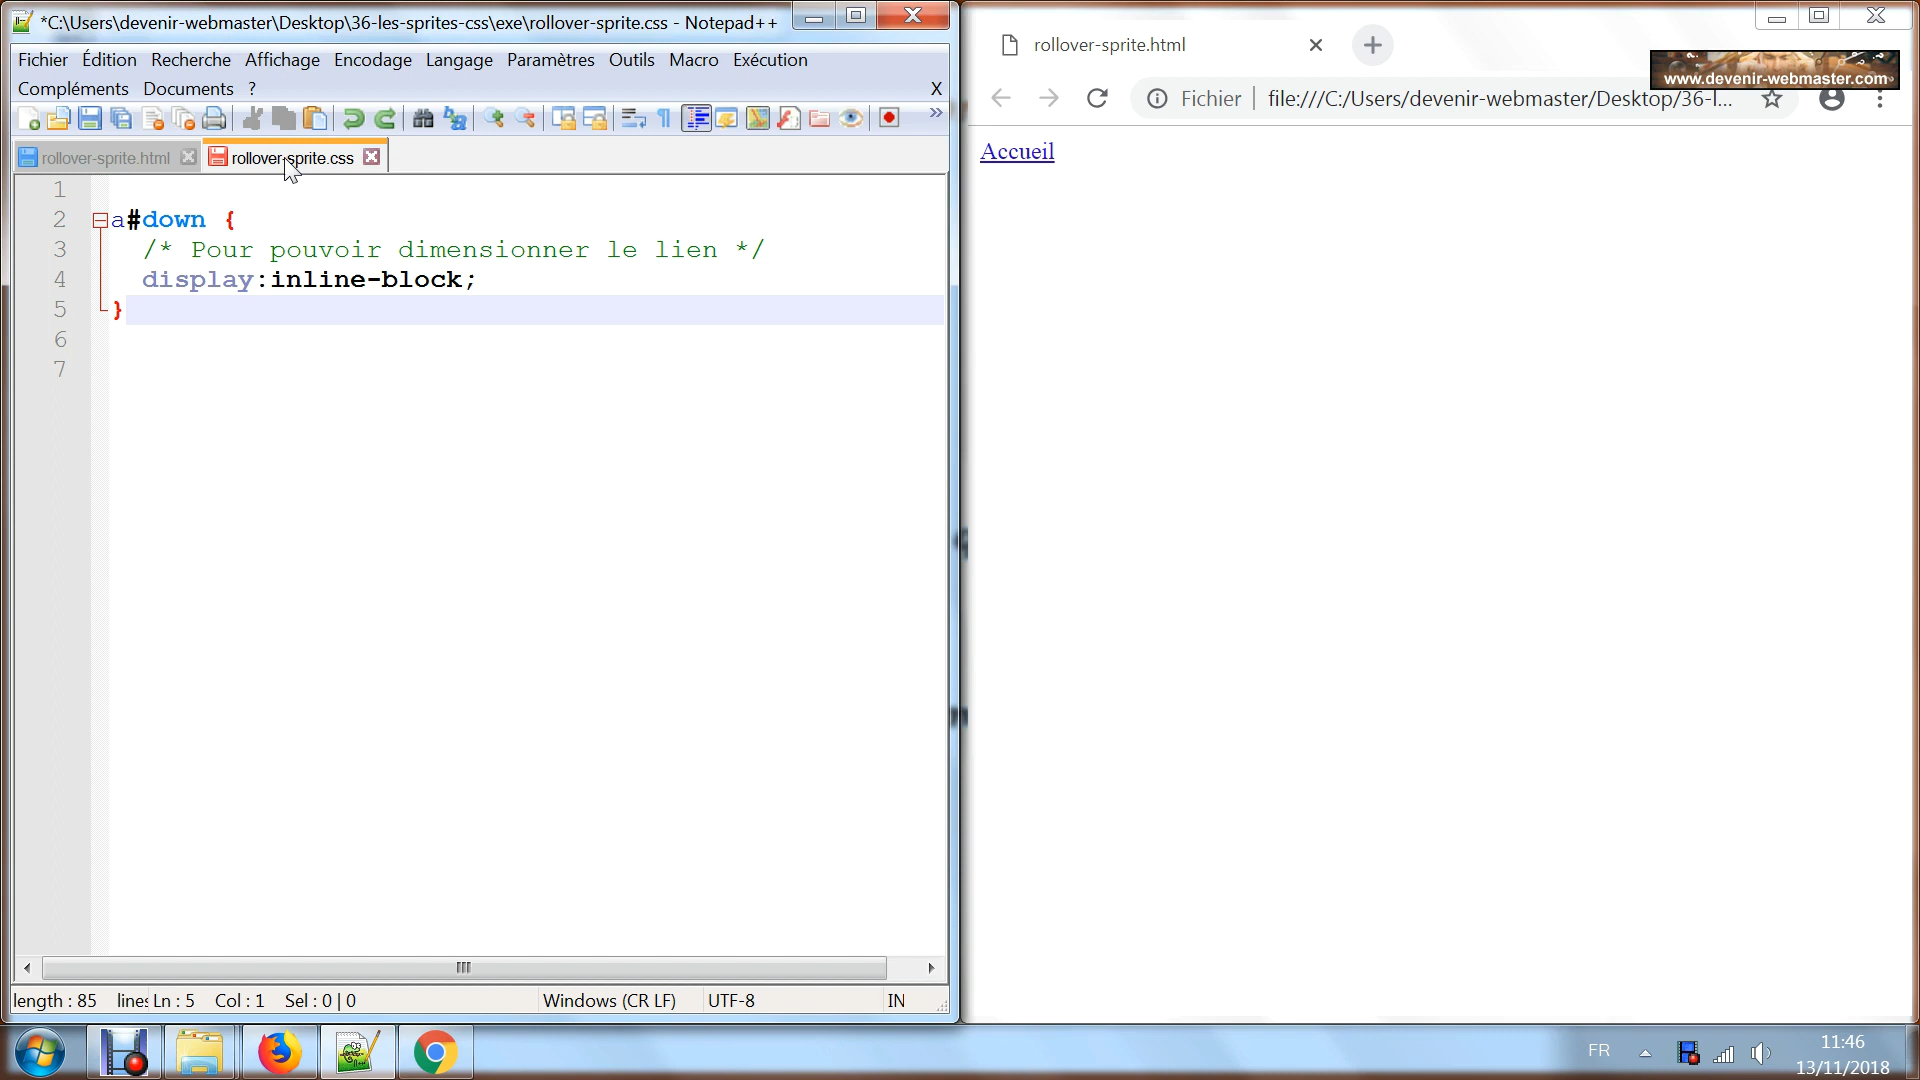 *C:\Users\devenir-webmaster\Desktop\36-les-sprites-css\exe\rollover-sprite.css - Notepad++
Fichier Édition Recherche Affichage Encodage Langage Paramètres Outils Macro Exécution
Compléments Documents ? X
rollover-sprite.html rollover-sprite.css
1
2 a#down {
3 /* Pour pouvoir dimensionner le lien */
4 display:inline-block;
5 }
6
7
length : 85 lines Ln : 5 Col : 1 Sel : 0 | 0 Windows (CR LF) UTF-8 IN
rollover-sprite.html
www.devenir-webmaster.com
Fichier file:///C:/Users/devenir-webmaster/Desktop/36-l...
Accueil
FR
11:46
13/11/2018